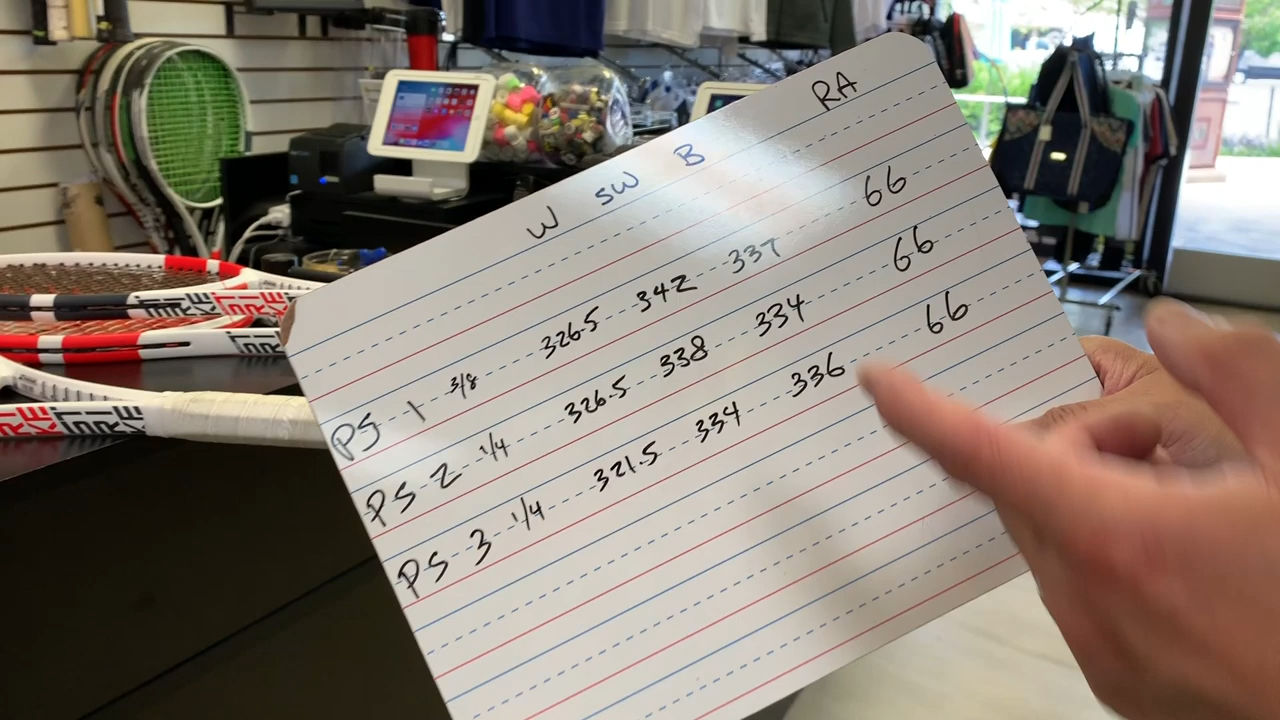 W SW B RA
PS 1 3/8 326.5 342 337 66
PS 2 1/4 326.5 338 334 66
PS 3 1/4 321.5 334 336 66